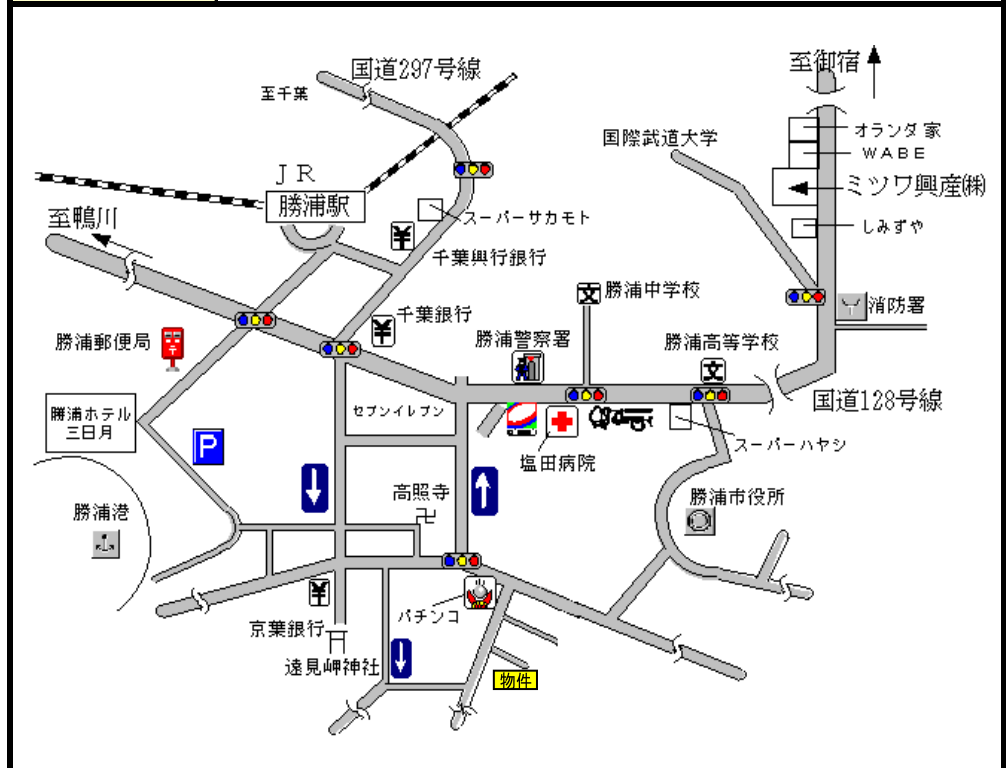 国道297号線
至御宿
至千葉
オランダ家
国際武道大学
WABE
JR
ミツワ興産㈱
勝浦駅
至鴨川
スーパーサカモト
しみずや
千葉興行銀行
勝浦中学校
千葉銀行
消防署
勝浦郵便局
勝浦警察署
勝浦高等学校
国道128号線
勝浦ホテル
三日月
セブンイレブン
スーパーハヤシ
P
塩田病院
高照寺
勝浦市役所
勝浦港
パチンコ
京葉銀行
遠見岬神社
物件